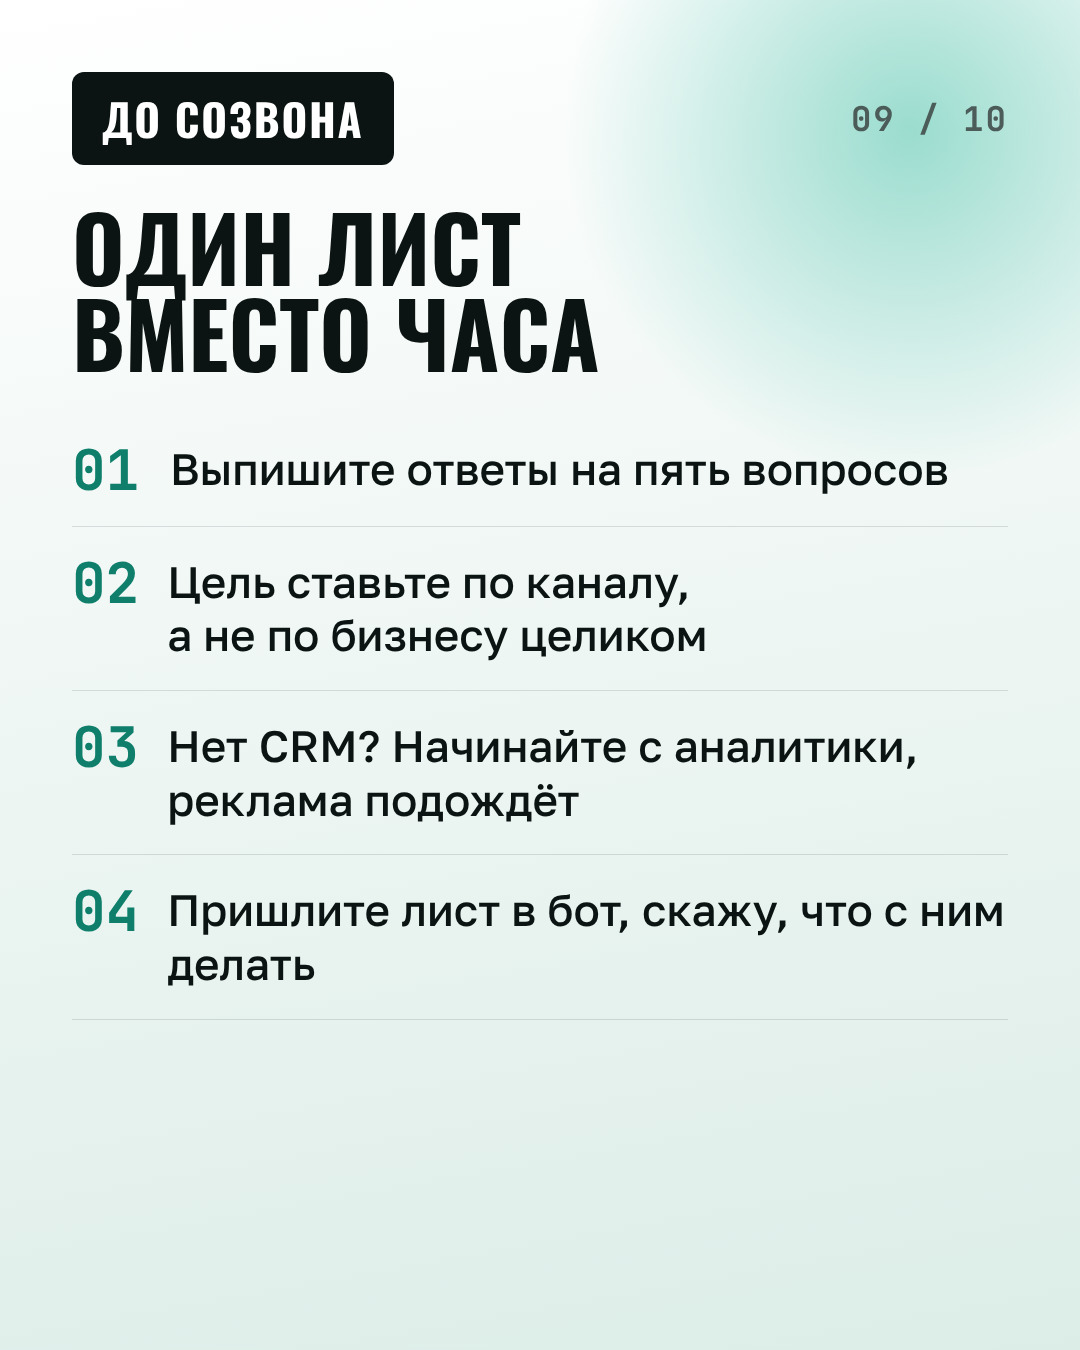 ДО СОЗВОНА
09 / 10
ОДИН ЛИСТ
ВМЕСТО ЧАСА
01 Выпишите ответы на пять вопросов
02 Цель ставьте по каналу,
а не по бизнесу целиком
03 Нет CRM? Начинайте с аналитики,
реклама подождёт
04 Пришлите лист в бот, скажу, что с ним
делать